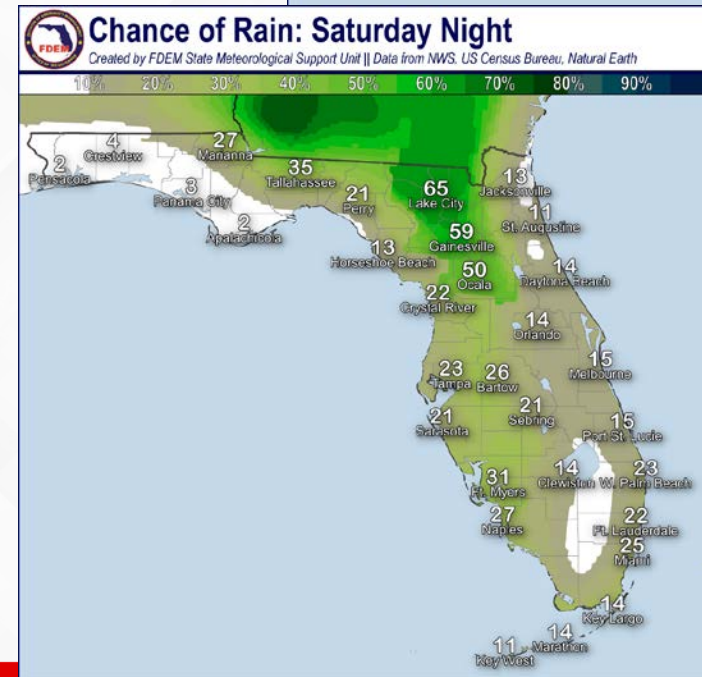 FDEM
Chance of Rain: Saturday Night
Created by FDEM State Meteorological Support Unit || Data from NWS, US Census Bureau, Natural Earth
10% 20% 30% 40% 50% 60% 70% 80% 90%
4
Crestview
27
Marianna
2
Pensacola
35
Tallahassee
3
Panama City
21
Perry
65
Lake City
13
Jacksonville
2
Apalachicola
11
St. Augustine
59
Gainesville
13
Horseshoe Beach
50
Ocala
14
Daytona Beach
22
Crystal River
14
Orlando
15
Melbourne
23
Tampa
26
Bartow
21
Sarasota
21
Sebring
15
Port St. Lucie
31
Ft. Myers
14
Clewiston
23
W. Palm Beach
27
Naples
22
Ft. Lauderdale
25
Miami
14
Key Largo
14
Marathon
11
Key West